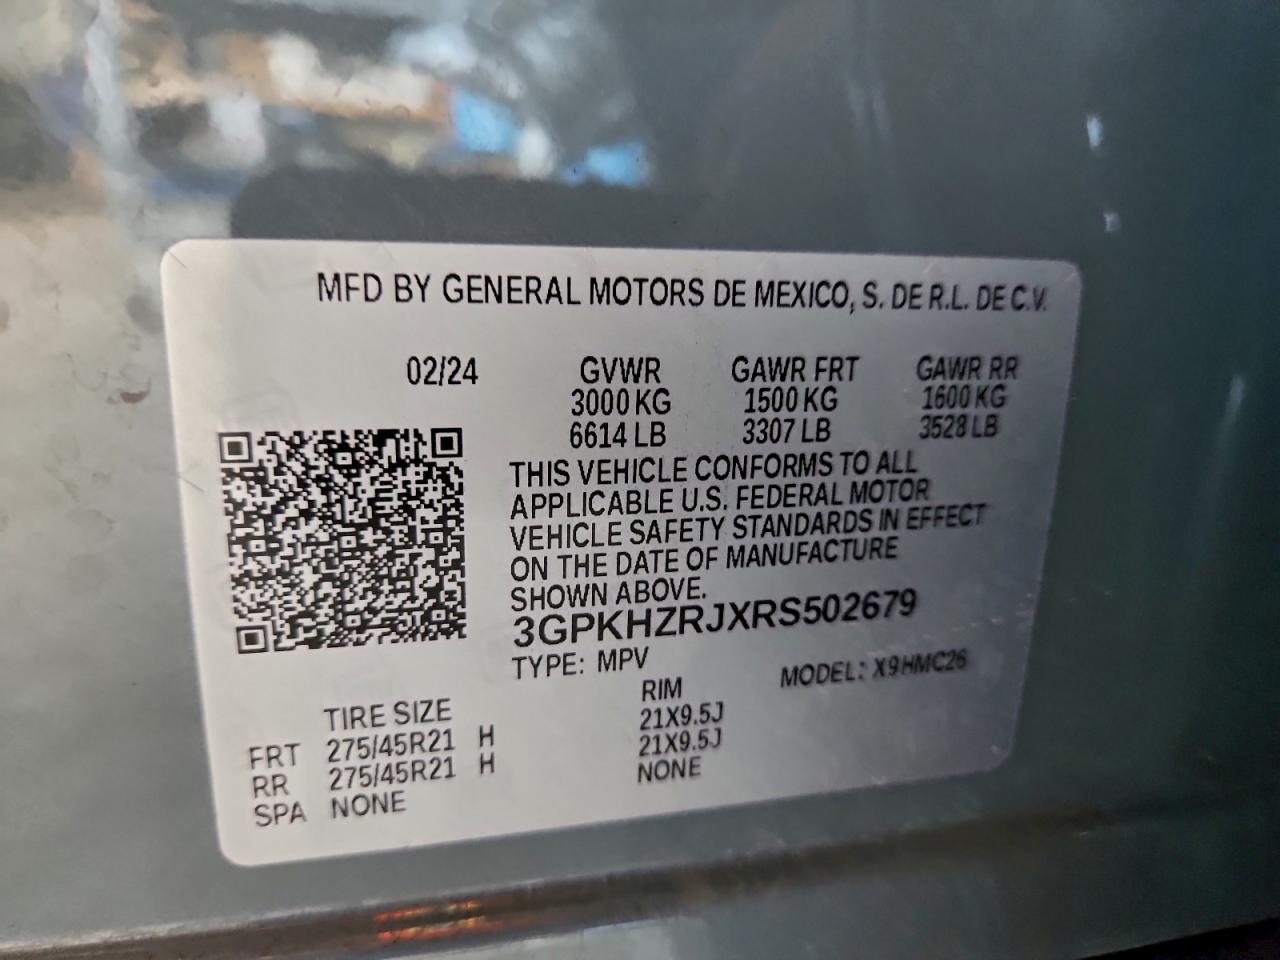 MFD BY GENERAL MOTORS DE MEXICO, S. DE R.L. DE C.V.
02/24 GVWR GAWR FRT GAWR RR
3000 KG 1500 KG 1600 KG
6614 LB 3307 LB 3528 LB
THIS VEHICLE CONFORMS TO ALL
APPLICABLE U.S. FEDERAL MOTOR
VEHICLE SAFETY STANDARDS IN EFFECT
ON THE DATE OF MANUFACTURE
SHOWN ABOVE.
3GPKHZRJXRS502679
TYPE: MPV MODEL: X9HMC26
TIRE SIZE RIM
FRT 275/45R21 H 21X9.5J
RR 275/45R21 H 21X9.5J
SPA NONE NONE